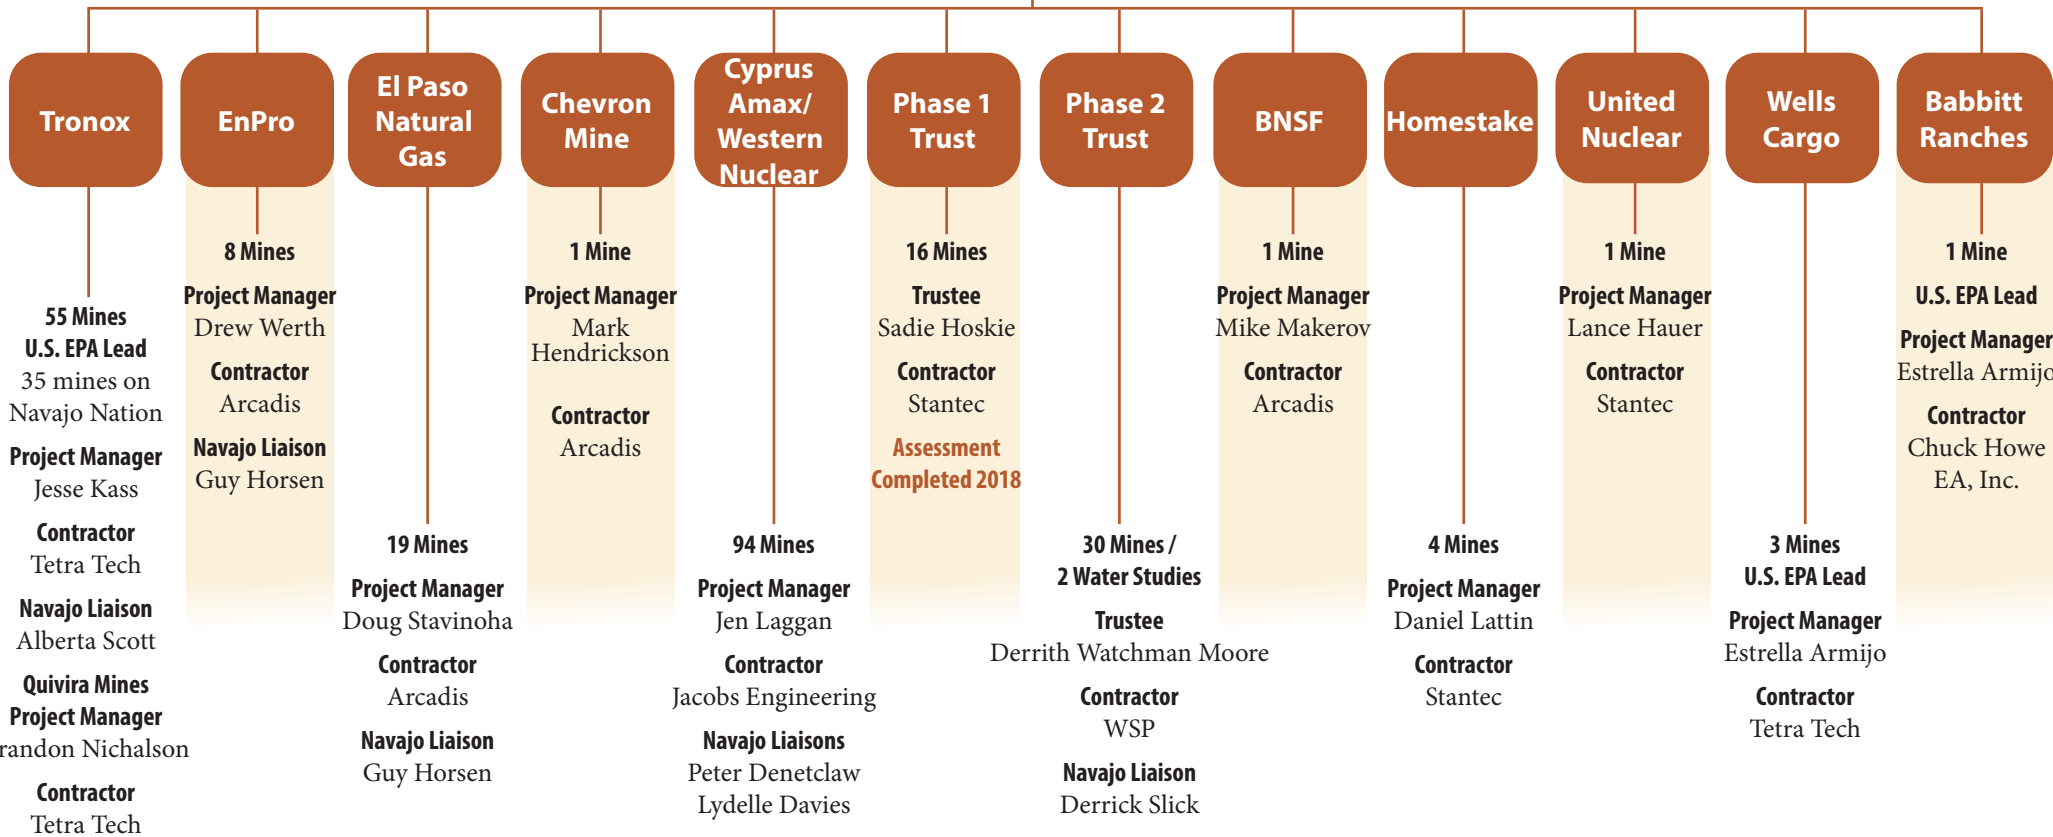 Tronox
55 Mines
U.S. EPA Lead
35 mines on
Navajo Nation
Project Manager
Jesse Kass
Contractor
Tetra Tech
Navajo Liaison
Alberta Scott
Quivira Mines
Project Manager
randon Nichalson
Contractor
Tetra Tech
EnPro
8 Mines
Project Manager
Drew Werth
Contractor
Arcadis
Navajo Liaison
Guy Horsen
El Paso
Natural
Gas
19 Mines
Project Manager
Doug Stavinoha
Contractor
Arcadis
Navajo Liaison
Guy Horsen
Chevron
Mine
1 Mine
Project Manager
Mark
Hendrickson
Contractor
Arcadis
Cyprus
Amax/
Western
Nuclear
94 Mines
Project Manager
Jen Laggan
Contractor
Jacobs Engineering
Navajo Liaisons
Peter Denetclaw
Lydelle Davies
Phase 1
Trust
16 Mines
Trustee
Sadie Hoskie
Contractor
Stantec
Assessment
Completed 2018
Phase 2
Trust
30 Mines /
2 Water Studies
Trustee
Derrith Watchman Moore
Contractor
WSP
Navajo Liaison
Derrick Slick
BNSF
1 Mine
Project Manager
Mike Makerov
Contractor
Arcadis
Homestake
4 Mines
Project Manager
Daniel Lattin
Contractor
Stantec
United
Nuclear
1 Mine
Project Manager
Lance Hauer
Contractor
Stantec
Wells
Cargo
3 Mines
U.S. EPA Lead
Project Manager
Estrella Armijo
Contractor
Tetra Tech
Babbitt
Ranches
1 Mine
U.S. EPA Lead
Project Manager
Estrella Armijo
Contractor
Chuck Howe
EA, Inc.